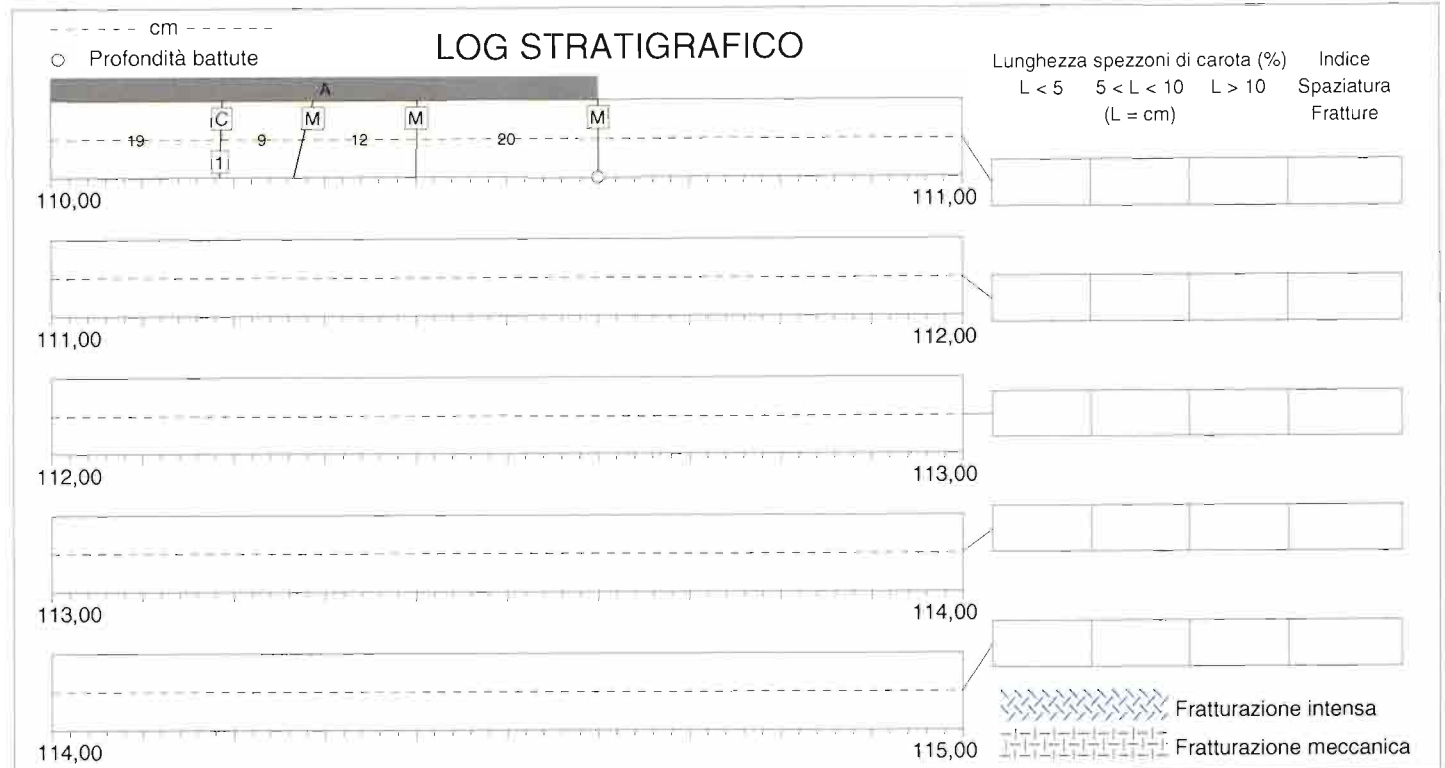 cm
LOG STRATIGRAFICO
Profondità battute
Lunghezza spezzoni di carota (%)
Indice
L < 5 5 < L < 10 L > 10
Spaziatura
(L = cm)
Fratture
A
C M M M
19 9 12 20
1
110,00 111,00
111,00 112,00
112,00 113,00
113,00 114,00
Fratturazione intensa
Fratturazione meccanica
114,00 115,00